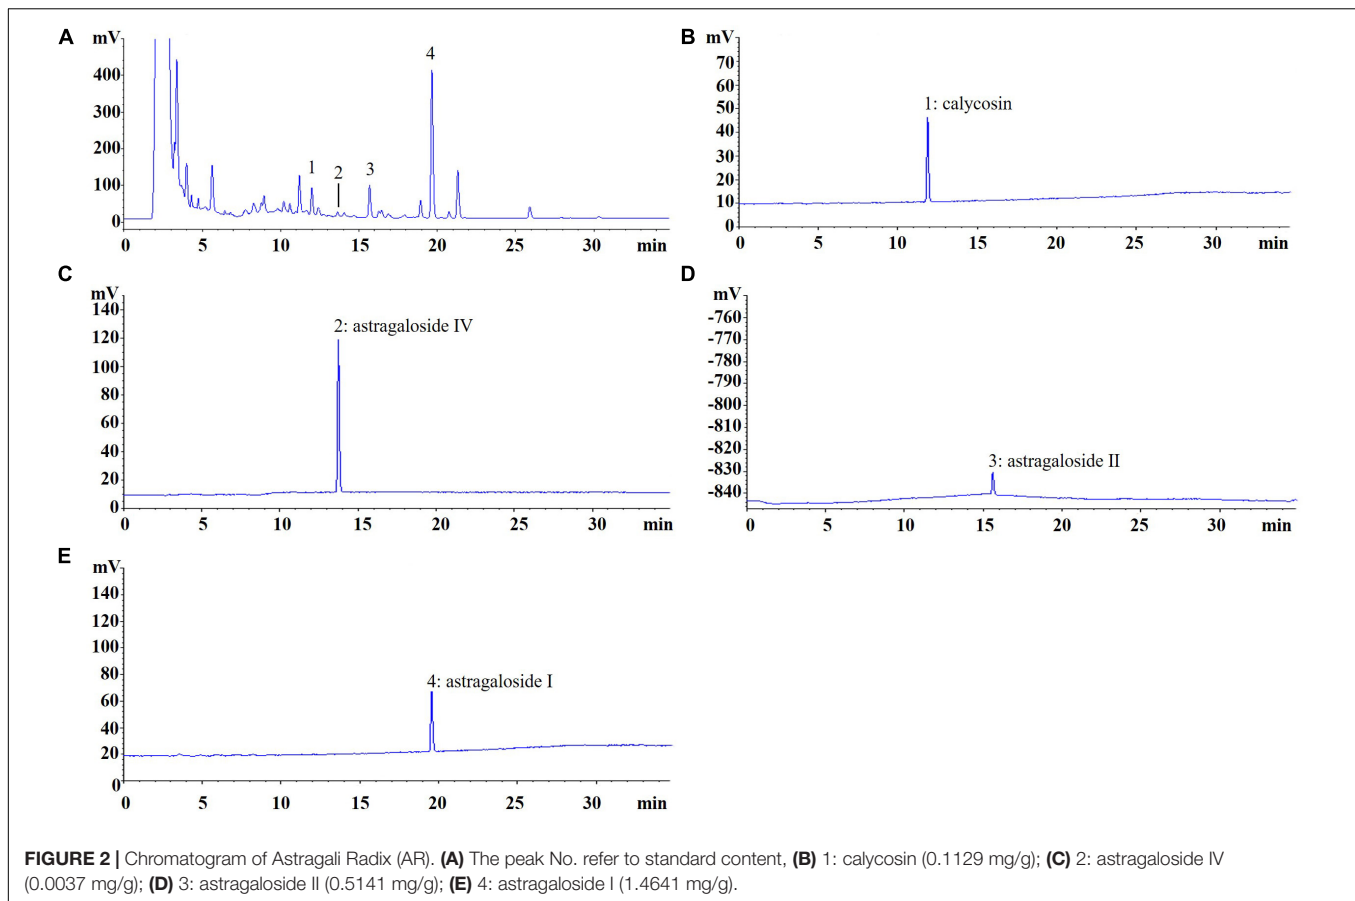 A
mV
400
300
200
100
0
1
2
3
4
0 5 10 15 20 25 30 min
B
mV
70
60
50
40
30
20
10
0
1: calycosin
0 5 10 15 20 25 30 min
C
mV
140
120
100
80
60
40
20
0
2: astragaloside IV
0 5 10 15 20 25 30 min
D
mV
-760
-770
-780
-790
-800
-810
-820
-830
-840
3: astragaloside II
0 5 10 15 20 25 30 min
E
mV
140
120
100
80
60
40
20
0
4: astragaloside I
0 5 10 15 20 25 30 min
FIGURE 2 | Chromatogram of Astragali Radix (AR). (A) The peak No. refer to standard content, (B) 1: calycosin (0.1129 mg/g); (C) 2: astragaloside IV
(0.0037 mg/g); (D) 3: astragaloside II (0.5141 mg/g); (E) 4: astragaloside I (1.4641 mg/g).